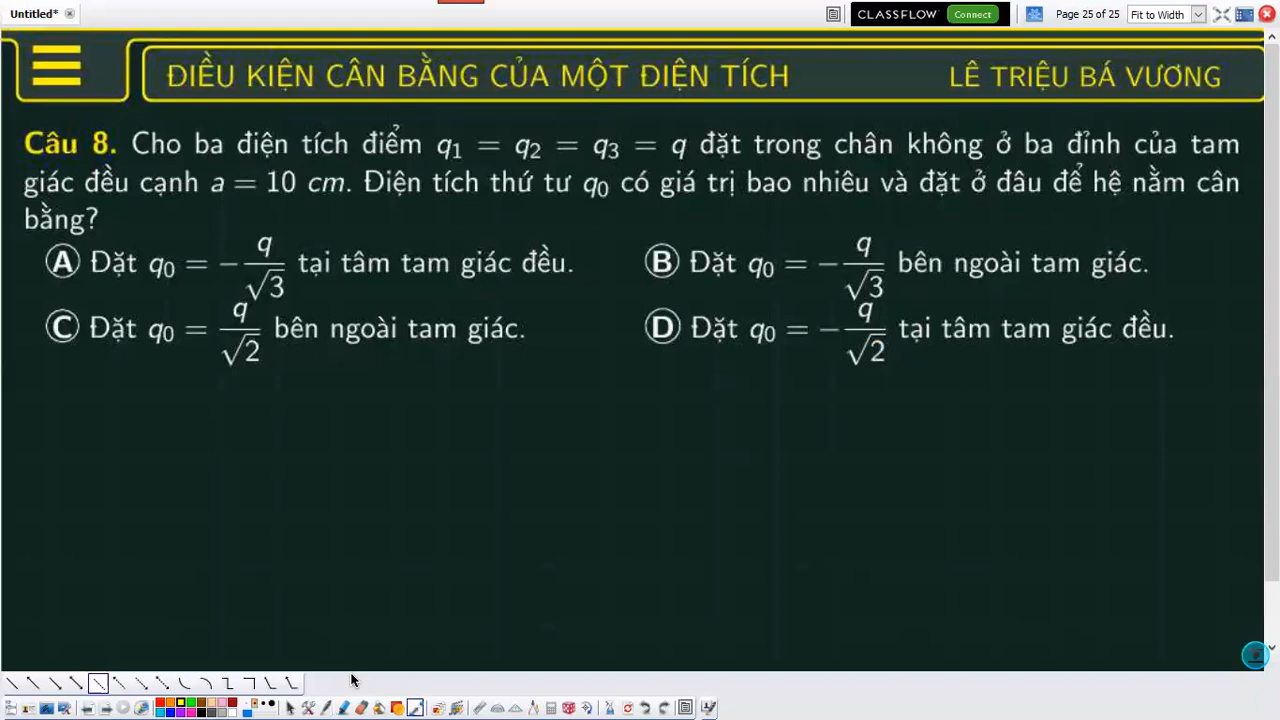 Untitled*
CLASSFLOW Connect
Page 25 of 25
Fit to Width
ĐIỀU KIỆN CÂN BẰNG CỦA MỘT ĐIỆN TÍCH
LÊ TRIỆU BÁ VƯƠNG
Câu 8. Cho ba điện tích điểm q₁ = q₂ = q₃ = q đặt trong chân không ở ba đỉnh của tam
giác đều cạnh a = 10 cm. Điện tích thứ tư q₀ có giá trị bao nhiêu và đặt ở đâu để hệ nằm cân
bằng?
A Đặt q₀ = −q/√3 tại tâm tam giác đều.
B Đặt q₀ = −q/√3 bên ngoài tam giác.
C Đặt q₀ = q/√2 bên ngoài tam giác.
D Đặt q₀ = −q/√2 tại tâm tam giác đều.